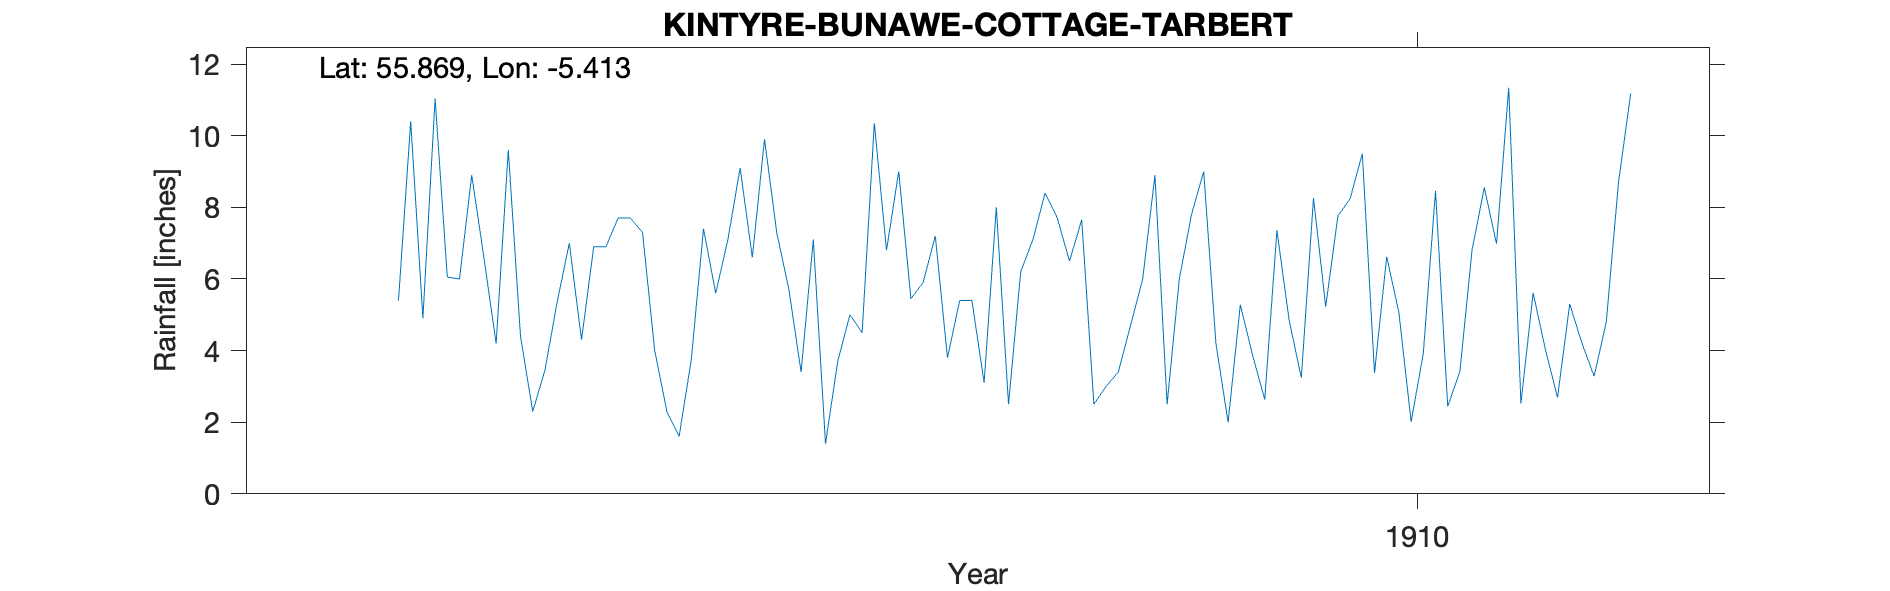 KINTYRE-BUNAWE-COTTAGE-TARBERT
Lat: 55.869, Lon: -5.413
12
10
8
6
4
2
0
Rainfall [inches]
1910
Year